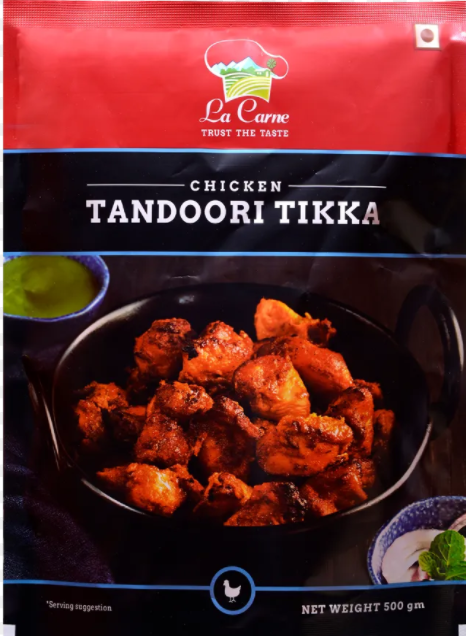 La Carne
TRUST THE TASTE
CHICKEN
TANDOORI TIKKA
*Serving suggestion
NET WEIGHT 500 gm